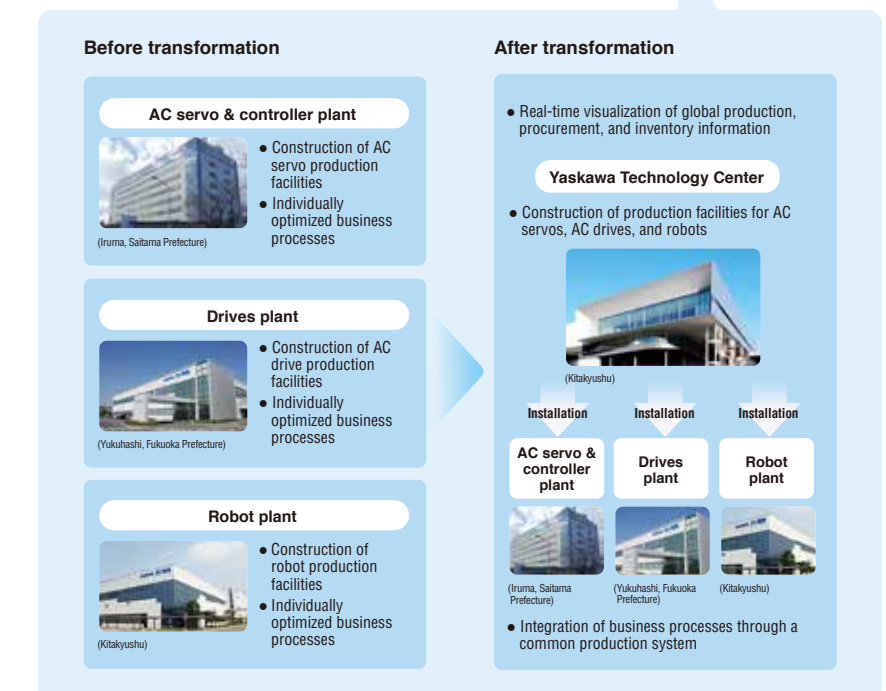 Before transformation
AC servo & controller plant
● Construction of AC
servo production
facilities
● Individually
optimized business
processes
(Iruma, Saitama Prefecture)
Drives plant
● Construction of AC
drive production
facilities
● Individually
optimized business
processes
(Yukuhashi, Fukuoka Prefecture)
Robot plant
● Construction of
robot production
facilities
● Individually
optimized business
processes
(Kitakyushu)
After transformation
● Real-time visualization of global production,
procurement, and inventory information
Yaskawa Technology Center
● Construction of production facilities for AC
servos, AC drives, and robots
(Kitakyushu)
Installation
Installation
Installation
AC servo &
controller
plant
Drives
plant
Robot
plant
(Iruma, Saitama
Prefecture)
(Yukuhashi, Fukuoka
Prefecture)
(Kitakyushu)
● Integration of business processes through a
common production system